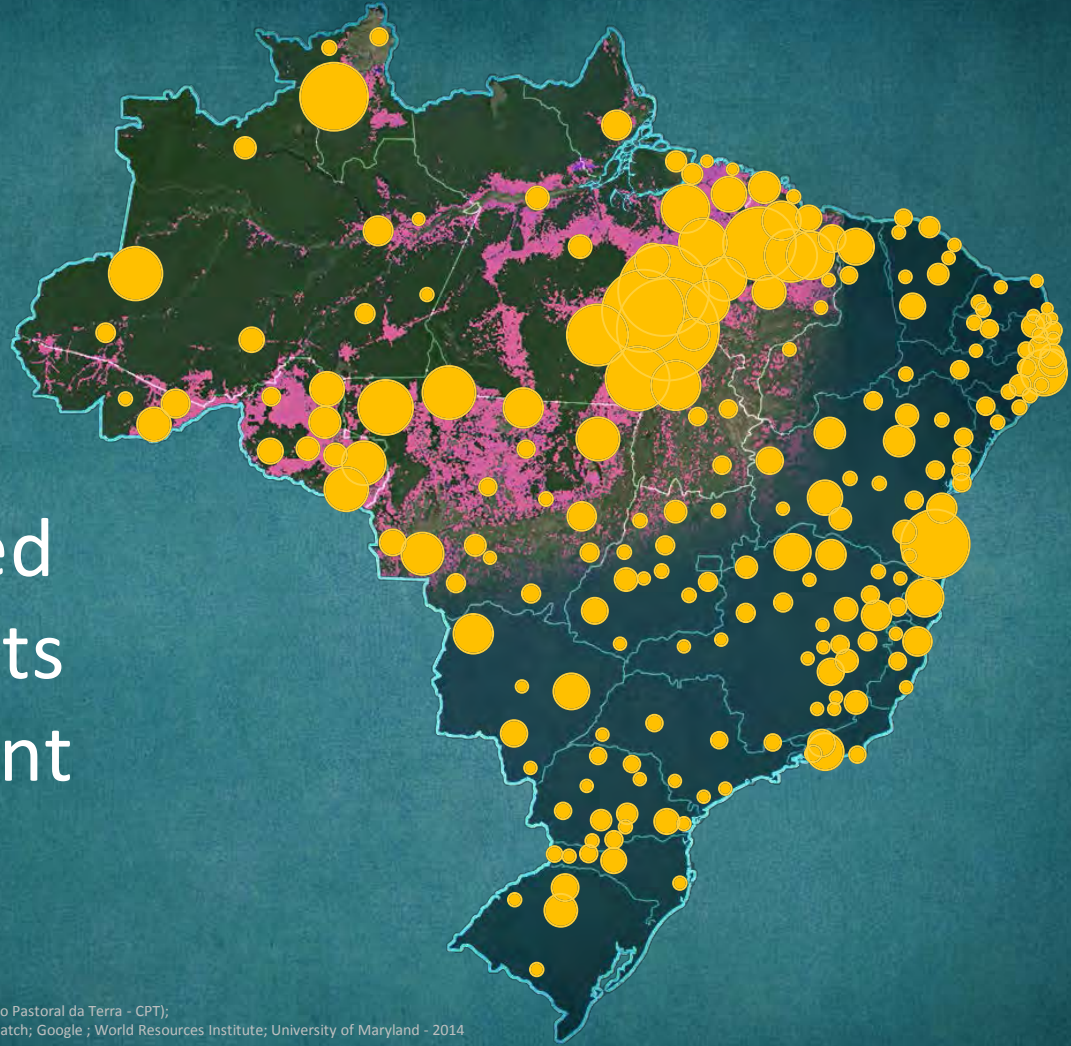 ed
ts
nt
o Pastoral da Terra - CPT);
atch; Google ; World Resources Institute; University of Maryland - 2014